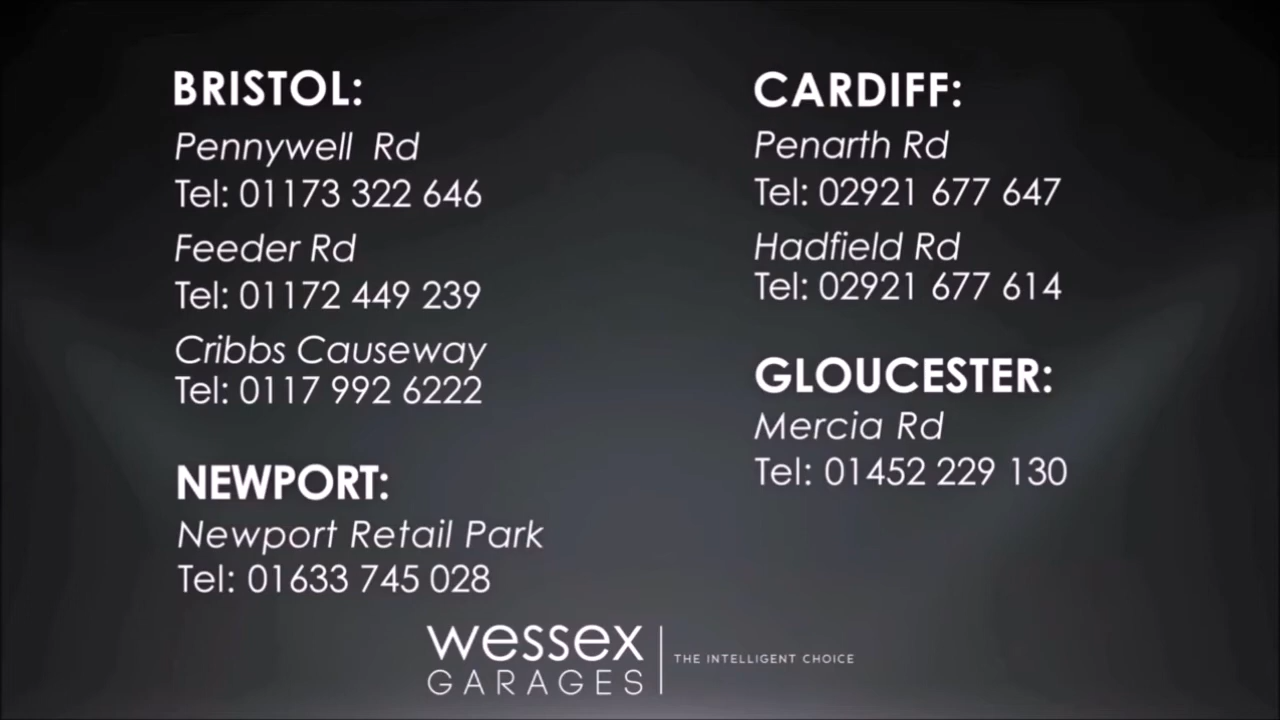 BRISTOL:
Pennywell Rd
Tel: 01173 322 646
Feeder Rd
Tel: 01172 449 239
Cribbs Causeway
Tel: 0117 992 6222
NEWPORT:
Newport Retail Park
Tel: 01633 745 028
CARDIFF:
Penarth Rd
Tel: 02921 677 647
Hadfield Rd
Tel: 02921 677 614
GLOUCESTER:
Mercia Rd
Tel: 01452 229 130
wessex
GARAGES
THE INTELLIGENT CHOICE